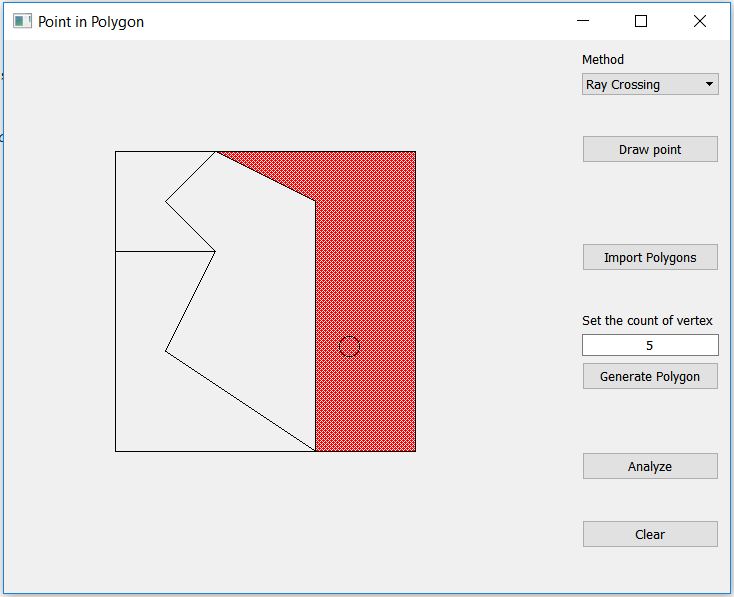 Point in Polygon
Method
Ray Crossing
Draw point
Import Polygons
Set the count of vertex
5
Generate Polygon
Analyze
Clear